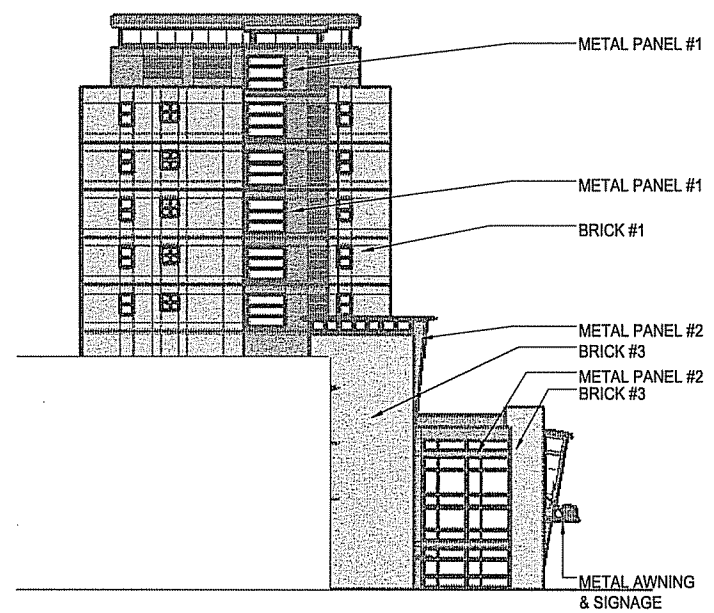 METAL PANEL #1
METAL PANEL #1
BRICK #1
METAL PANEL #2
BRICK #3
METAL PANEL #2
BRICK #3
METAL AWNING
& SIGNAGE